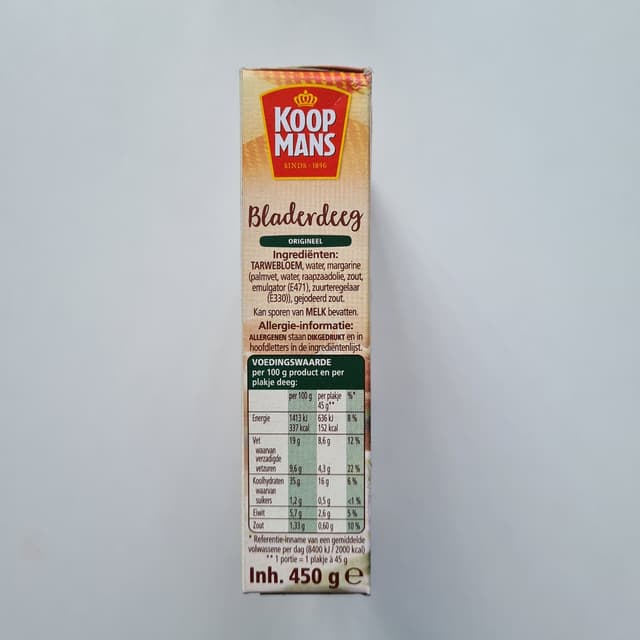 KOOP
MANS
SINDS · 1846
Bladerdeeg
ORIGINEEL
Ingrediënten:
TARWEBLOEM, water, margarine
(palmvet, water, raapzaadolie, zout,
emulgator (E471), zuurteregelaar
(E330)), gejodeerd zout.
Kan sporen van MELK bevatten.
Allergie-informatie:
ALLERGENEN staan DIKGEDRUKT en in
hoofdletters in de ingrediëntenlijst.
VOEDINGSWAARDE
per 100 g product en per
plakje deeg:
per 100 g per plakje %*
45 g**
Energie 1413 kJ 636 kJ 8 %
337 kcal 152 kcal
Vet 19 g 8,6 g 12 %
waarvan
verzadigde
vetzuren 9,6 g 4,3 g 22 %
Koolhydraten 35 g 16 g 6 %
waarvan
suikers 1,2 g 0,5 g <1 %
Eiwit 5,7 g 2,6 g 5 %
Zout 1,33 g 0,60 g 10 %
* Referentie-inname van een gemiddelde
volwassene per dag (8400 kJ / 2000 kcal)
** 1 portie = 1 plakje à 45 g
Inh. 450 g e